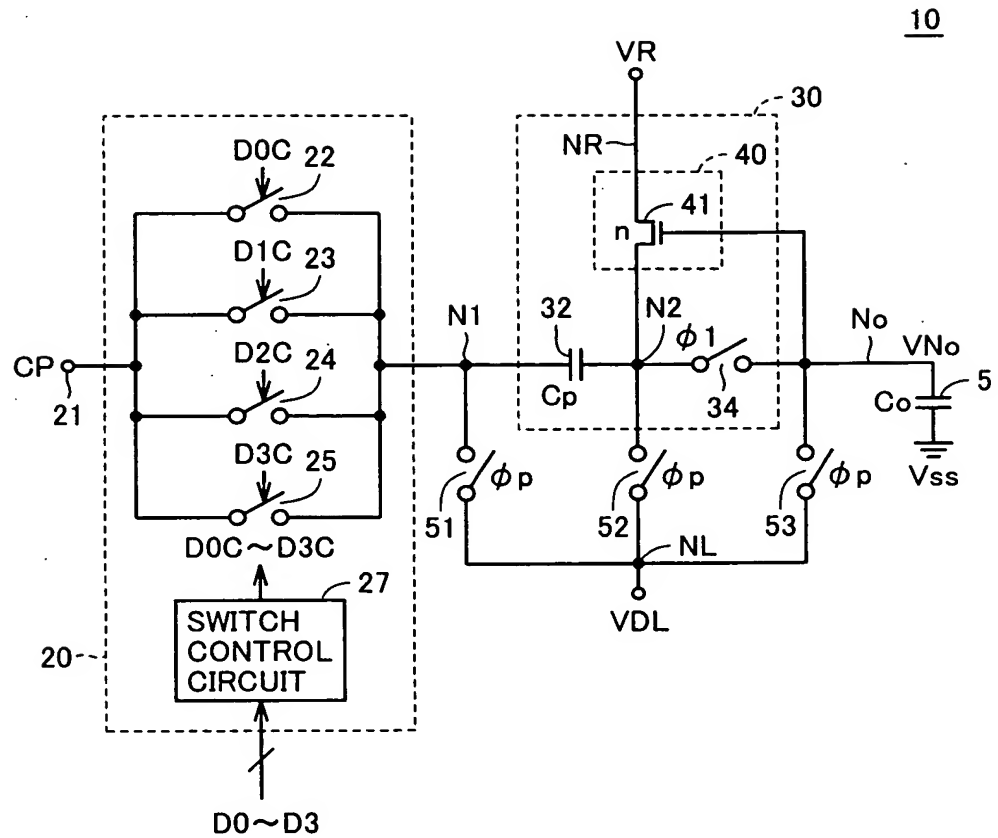 10
VR
30
NR
40
D0C
22
41
n
D1C
23
N1
32
N2
ϕ1
No
VNo
CP
21
D2C
24
Cp
34
Co
5
Vss
D3C
25
51
ϕp
52
ϕp
53
ϕp
D0C~D3C
NL
27
VDL
SWITCH
CONTROL
CIRCUIT
20
D0~D3